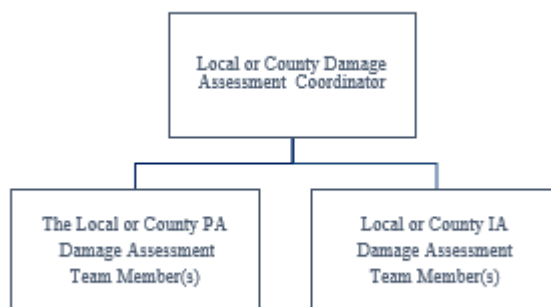 Local or County Damage
Assessment Coordinator
The Local or County PA
Damage Assessment
Team Member(s)
Local or County IA
Damage Assessment
Team Member(s)